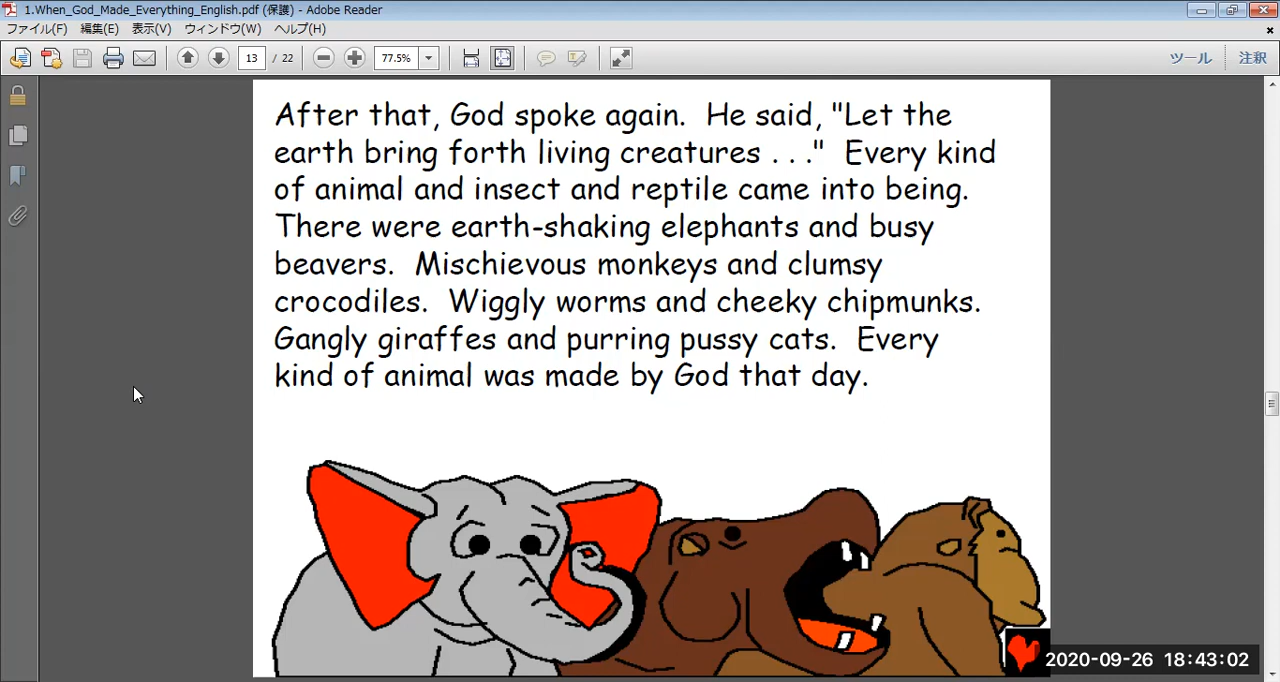 1.When_God_Made_Everything_English.pdf (保護) - Adobe Reader
ファイル(F) 編集(E) 表示(V) ウィンドウ(W) ヘルプ(H)
13 / 22 77.5% ツール 注釈
After that, God spoke again. He said, "Let the
earth bring forth living creatures . . ." Every kind
of animal and insect and reptile came into being.
There were earth-shaking elephants and busy
beavers. Mischievous monkeys and clumsy
crocodiles. Wiggly worms and cheeky chipmunks.
Gangly giraffes and purring pussy cats. Every
kind of animal was made by God that day.
2020-09-26 18:43:02